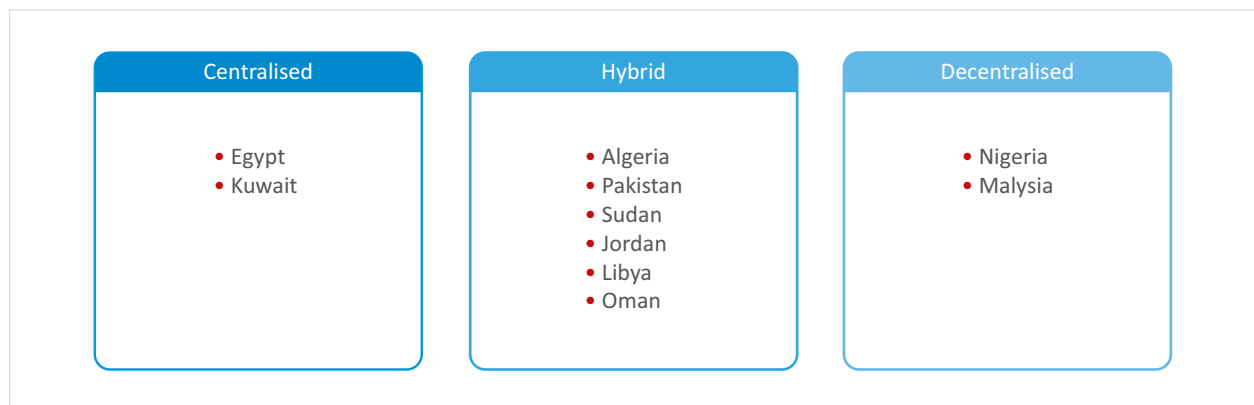 Centralised
• Egypt
• Kuwait
Hybrid
• Algeria
• Pakistan
• Sudan
• Jordan
• Libya
• Oman
Decentralised
• Nigeria
• Malysia